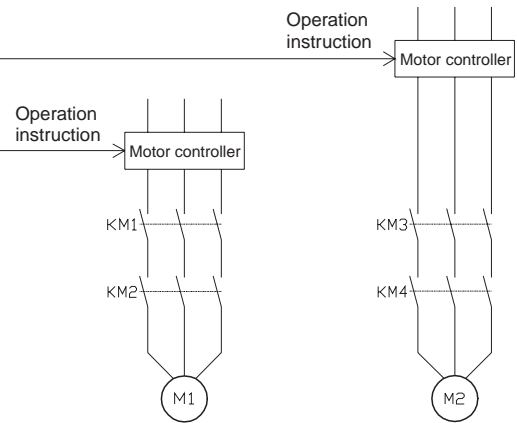 Operation
instruction
Motor controller
Operation
instruction
Motor controller
KM1
KM3
KM2
KM4
M1
M2